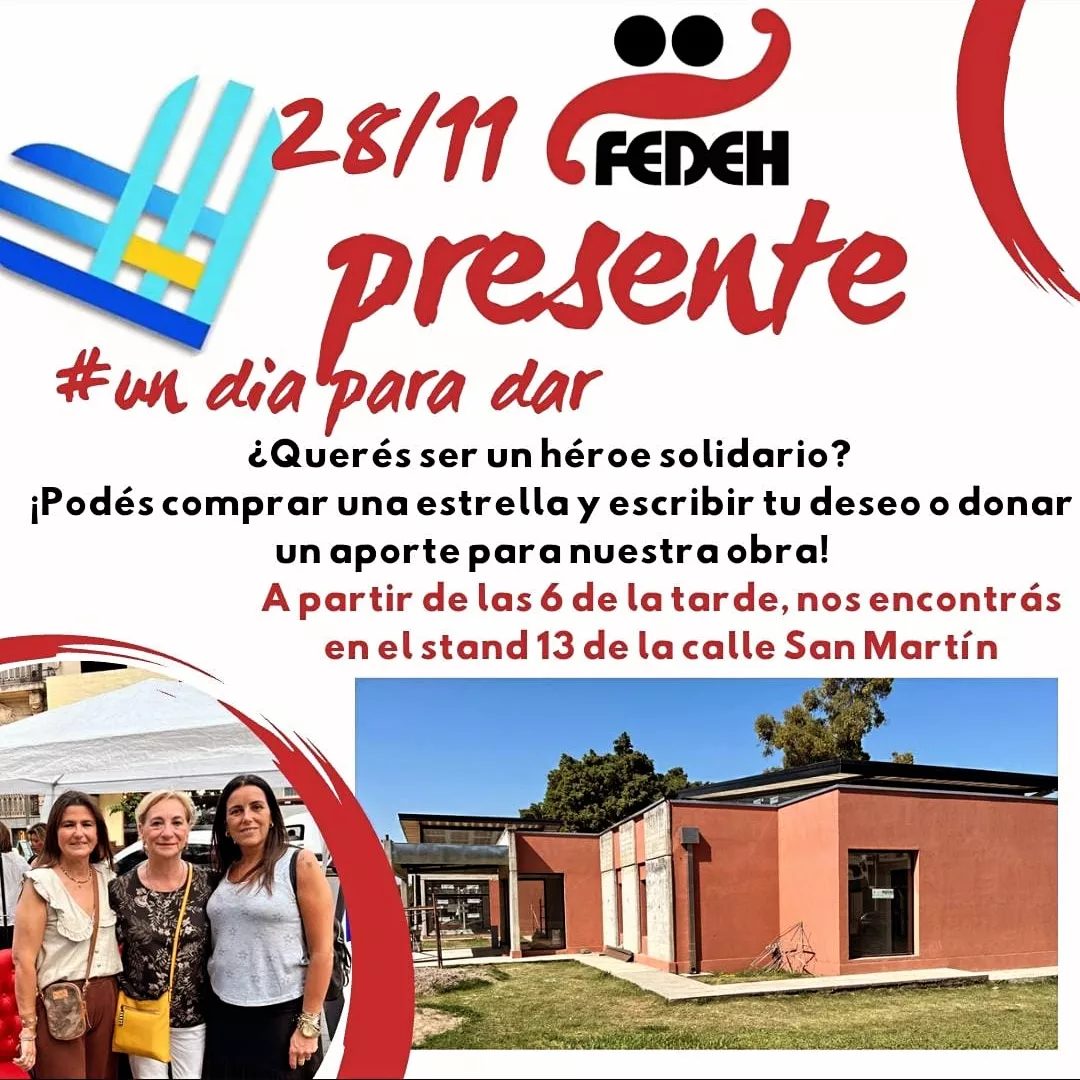 28/11
FEDEH
presente
#un dia para dar
¿Querés ser un héroe solidario?
¡Podés comprar una estrella y escribir tu deseo o donar
un aporte para nuestra obra!
A partir de las 6 de la tarde, nos encontrás
en el stand 13 de la calle San Martín